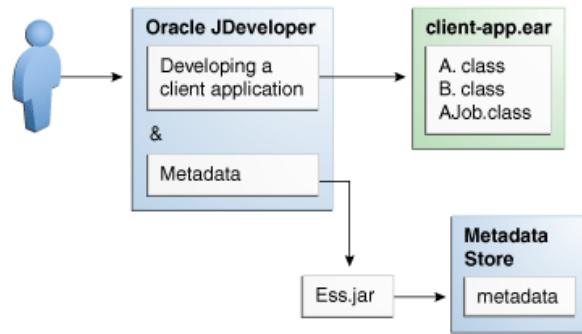 Oracle JDeveloper
Developing a
client application
&
Metadata
client-app.ear
A. class
B. class
AJob.class
Ess.jar
Metadata
Store
metadata